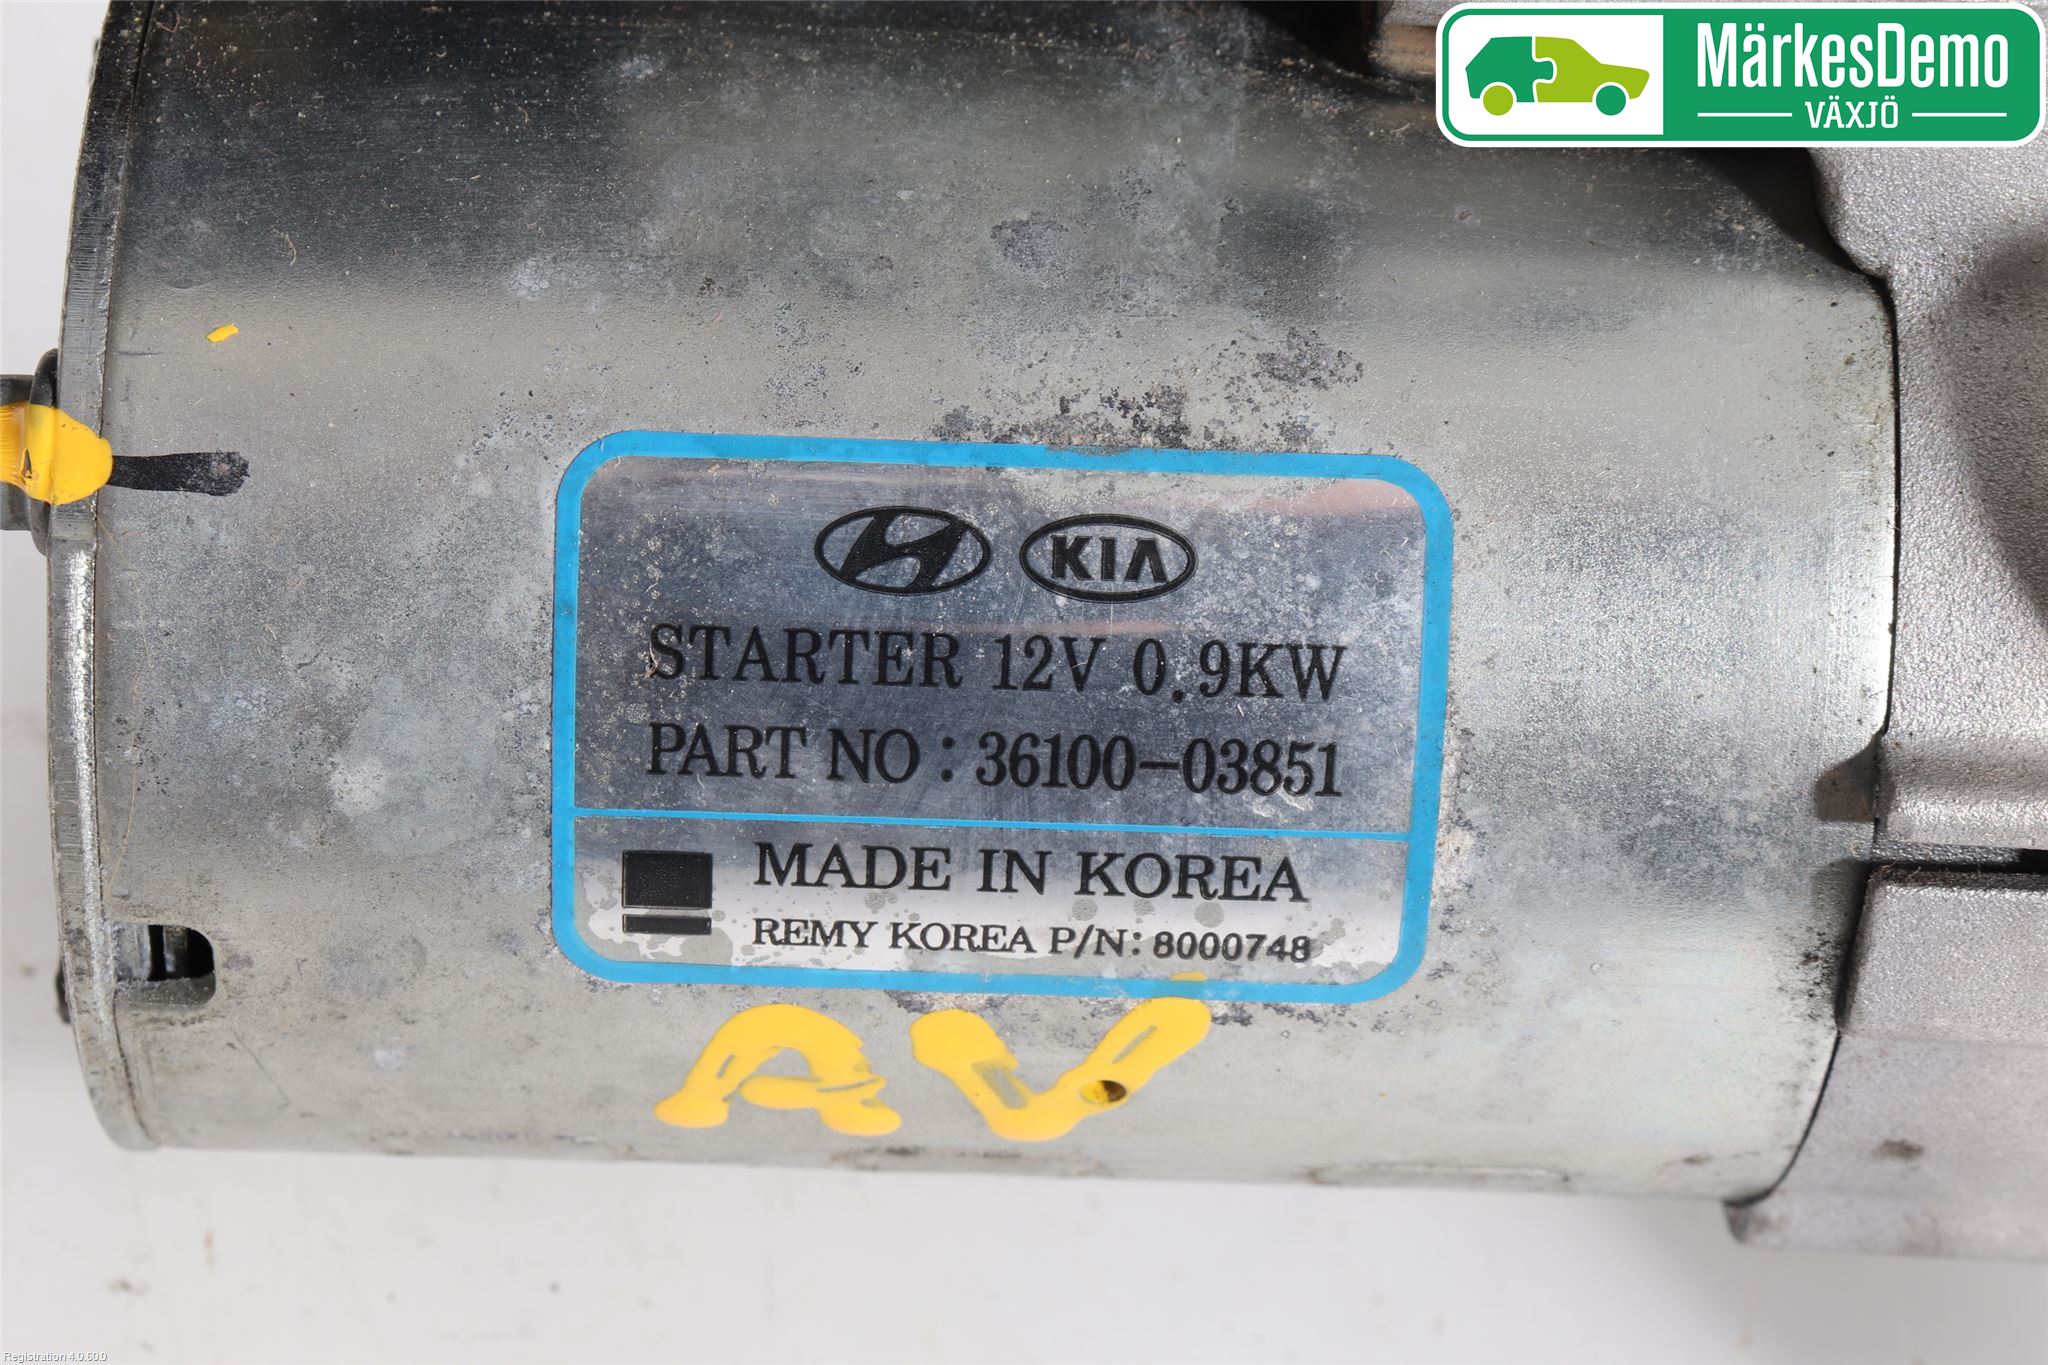 MärkesDemo
VÄXJÖ
KIA
STARTER 12V 0.9KW
PART NO : 36100-03851
MADE IN KOREA
REMY KOREA P/N: 8000748
AV
Registration 4.0.60.0